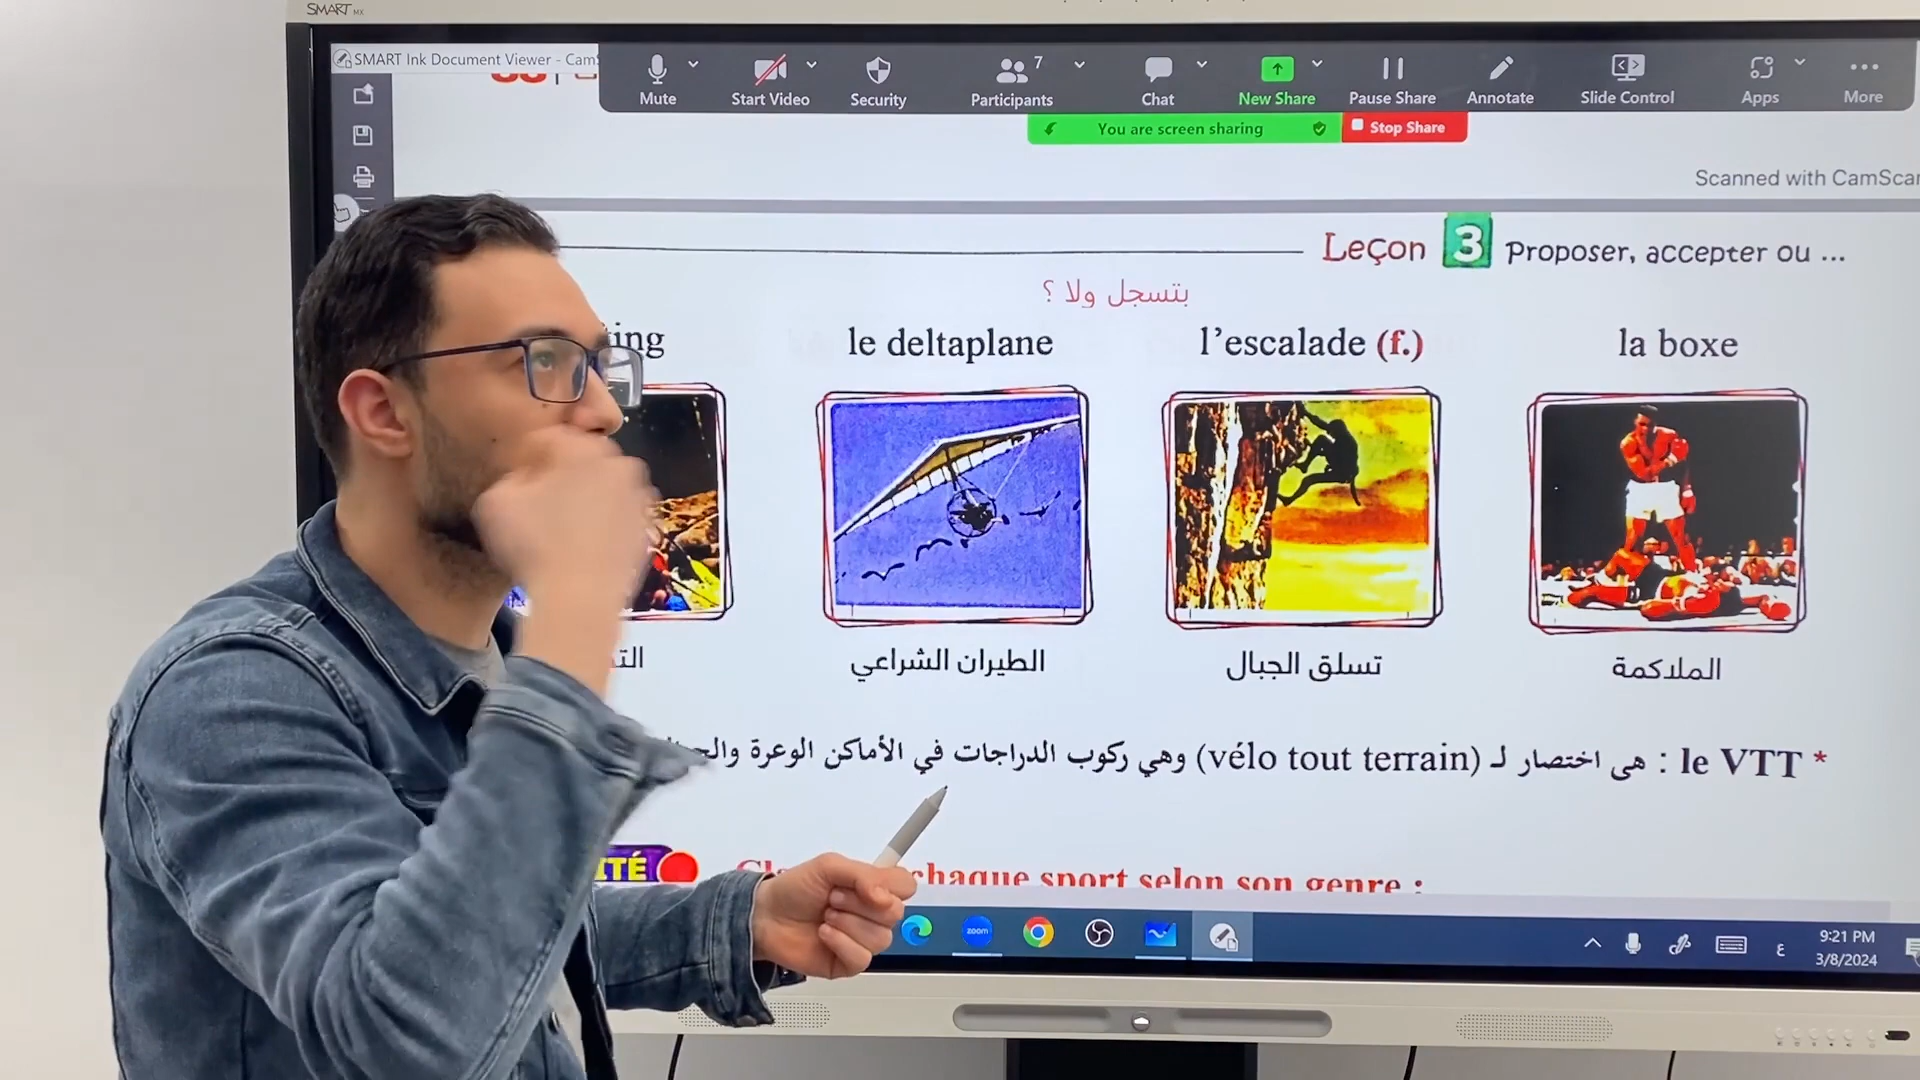 SMART MX
SMART Ink Document Viewer - Cam
Mute
Start Video
Security
7
Participants
Chat
New Share
Pause Share
Annotate
Slide Control
Apps
More
You are screen sharing
Stop Share
Scanned with CamScan
Leçon 3 Proposer, accepter ou ...
بتسجل ولا ؟
le deltaplane
l'escalade (f.)
la boxe
الطيران الشراعي
تسلق الجبال
الملاكمة
* le VTT : هى اختصار لـ (vélo tout terrain) وهي ركوب الدراجات في الأماكن الوعرة
chaque sport selon son genre :
zoom
ع
9:21 PM
3/8/2024